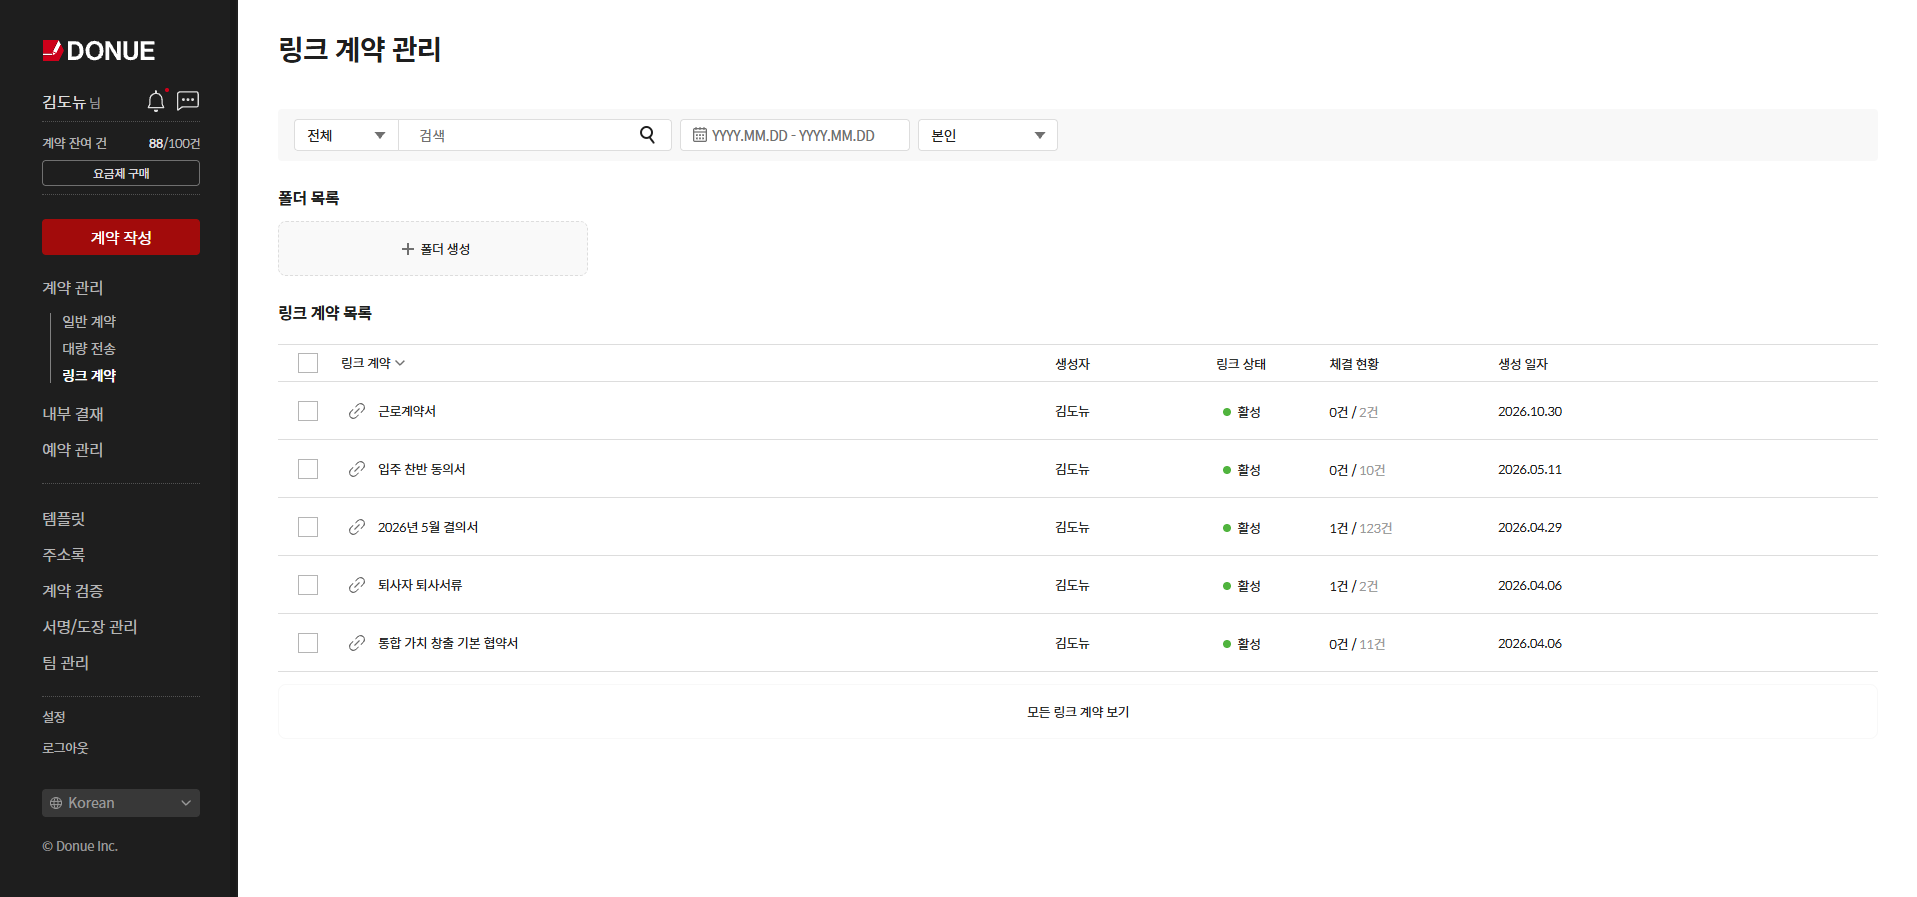 DONUE
김도뉴 님
계약 잔여 건 88/100건
요금제 구매
계약 작성
계약 관리
일반 계약
대량 전송
링크 계약
내부 결재
예약 관리
템플릿
주소록
계약 검증
서명/도장 관리
팀 관리
설정
로그아웃
Korean
© Donue Inc.
링크 계약 관리
전체 검색 YYYY.MM.DD - YYYY.MM.DD 본인
폴더 목록
폴더 생성
링크 계약 목록
링크 계약 생성자 링크 상태 체결 현황 생성 일자
근로계약서 김도뉴 활성 0건 / 2건 2026.10.30
입주 찬반 동의서 김도뉴 활성 0건 / 10건 2026.05.11
2026년 5월 결의서 김도뉴 활성 1건 / 123건 2026.04.29
퇴사자 퇴사서류 김도뉴 활성 1건 / 2건 2026.04.06
통합 가치 창출 기본 협약서 김도뉴 활성 0건 / 11건 2026.04.06
모든 링크 계약 보기